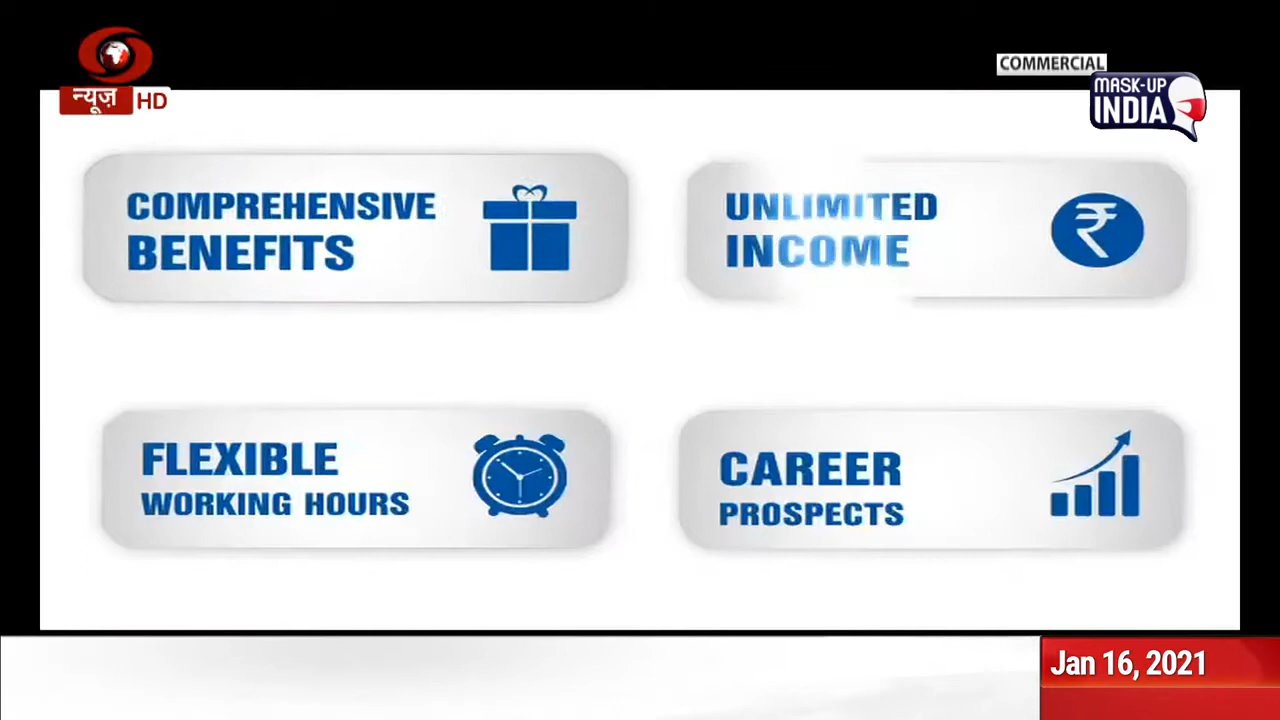 COMMERCIAL
न्यूज़ HD
MASK-UP
INDIA
COMPREHENSIVE
BENEFITS
UNLIMITED
INCOME
₹
FLEXIBLE
WORKING HOURS
CAREER
PROSPECTS
Jan 16, 2021